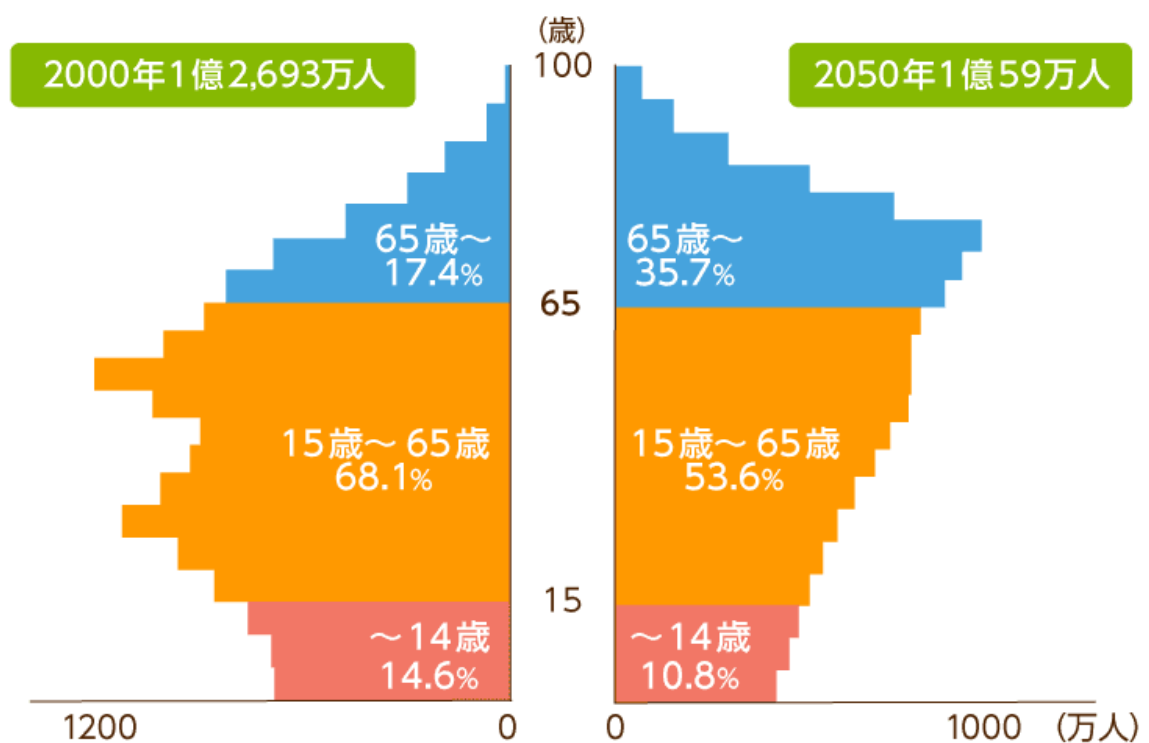 (歳)
2000年1億2,693万人
100
2050年1億59万人
65歳～
17.4%
65歳～
35.7%
65
15歳～65歳
68.1%
15歳～65歳
53.6%
15
～14歳
14.6%
～14歳
10.8%
1200
0
0
1000
(万人)